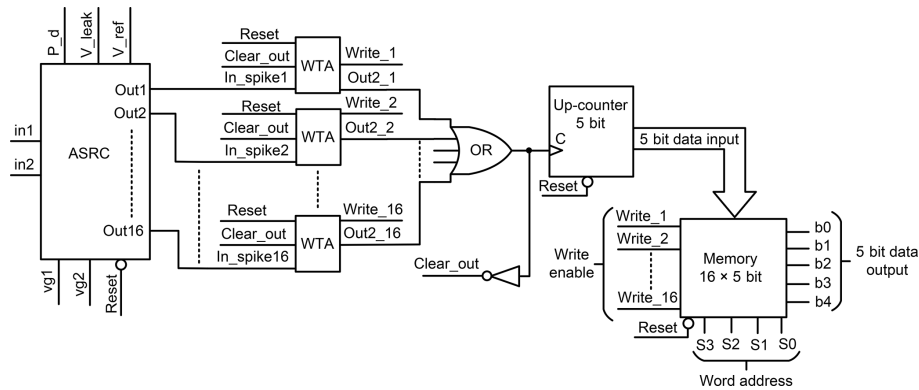 P_d
V_leak
V_ref
in1
in2
ASRC
Out1
Out2
Out16
vg1
vg2
Reset
Reset
Clear_out
In_spike1
WTA
Write_1
Out2_1
Reset
Clear_out
In_spike2
WTA
Write_2
Out2_2
Reset
Clear_out
In_spike16
WTA
Write_16
Out2_16
OR
Clear_out
Up-counter
5 bit
C
Reset
5 bit data input
Write
enable
Write_1
Write_2
Write_16
Reset
Memory
16 × 5 bit
b0
b1
b2
b3
b4
5 bit data
output
S3 S2 S1 S0
Word address